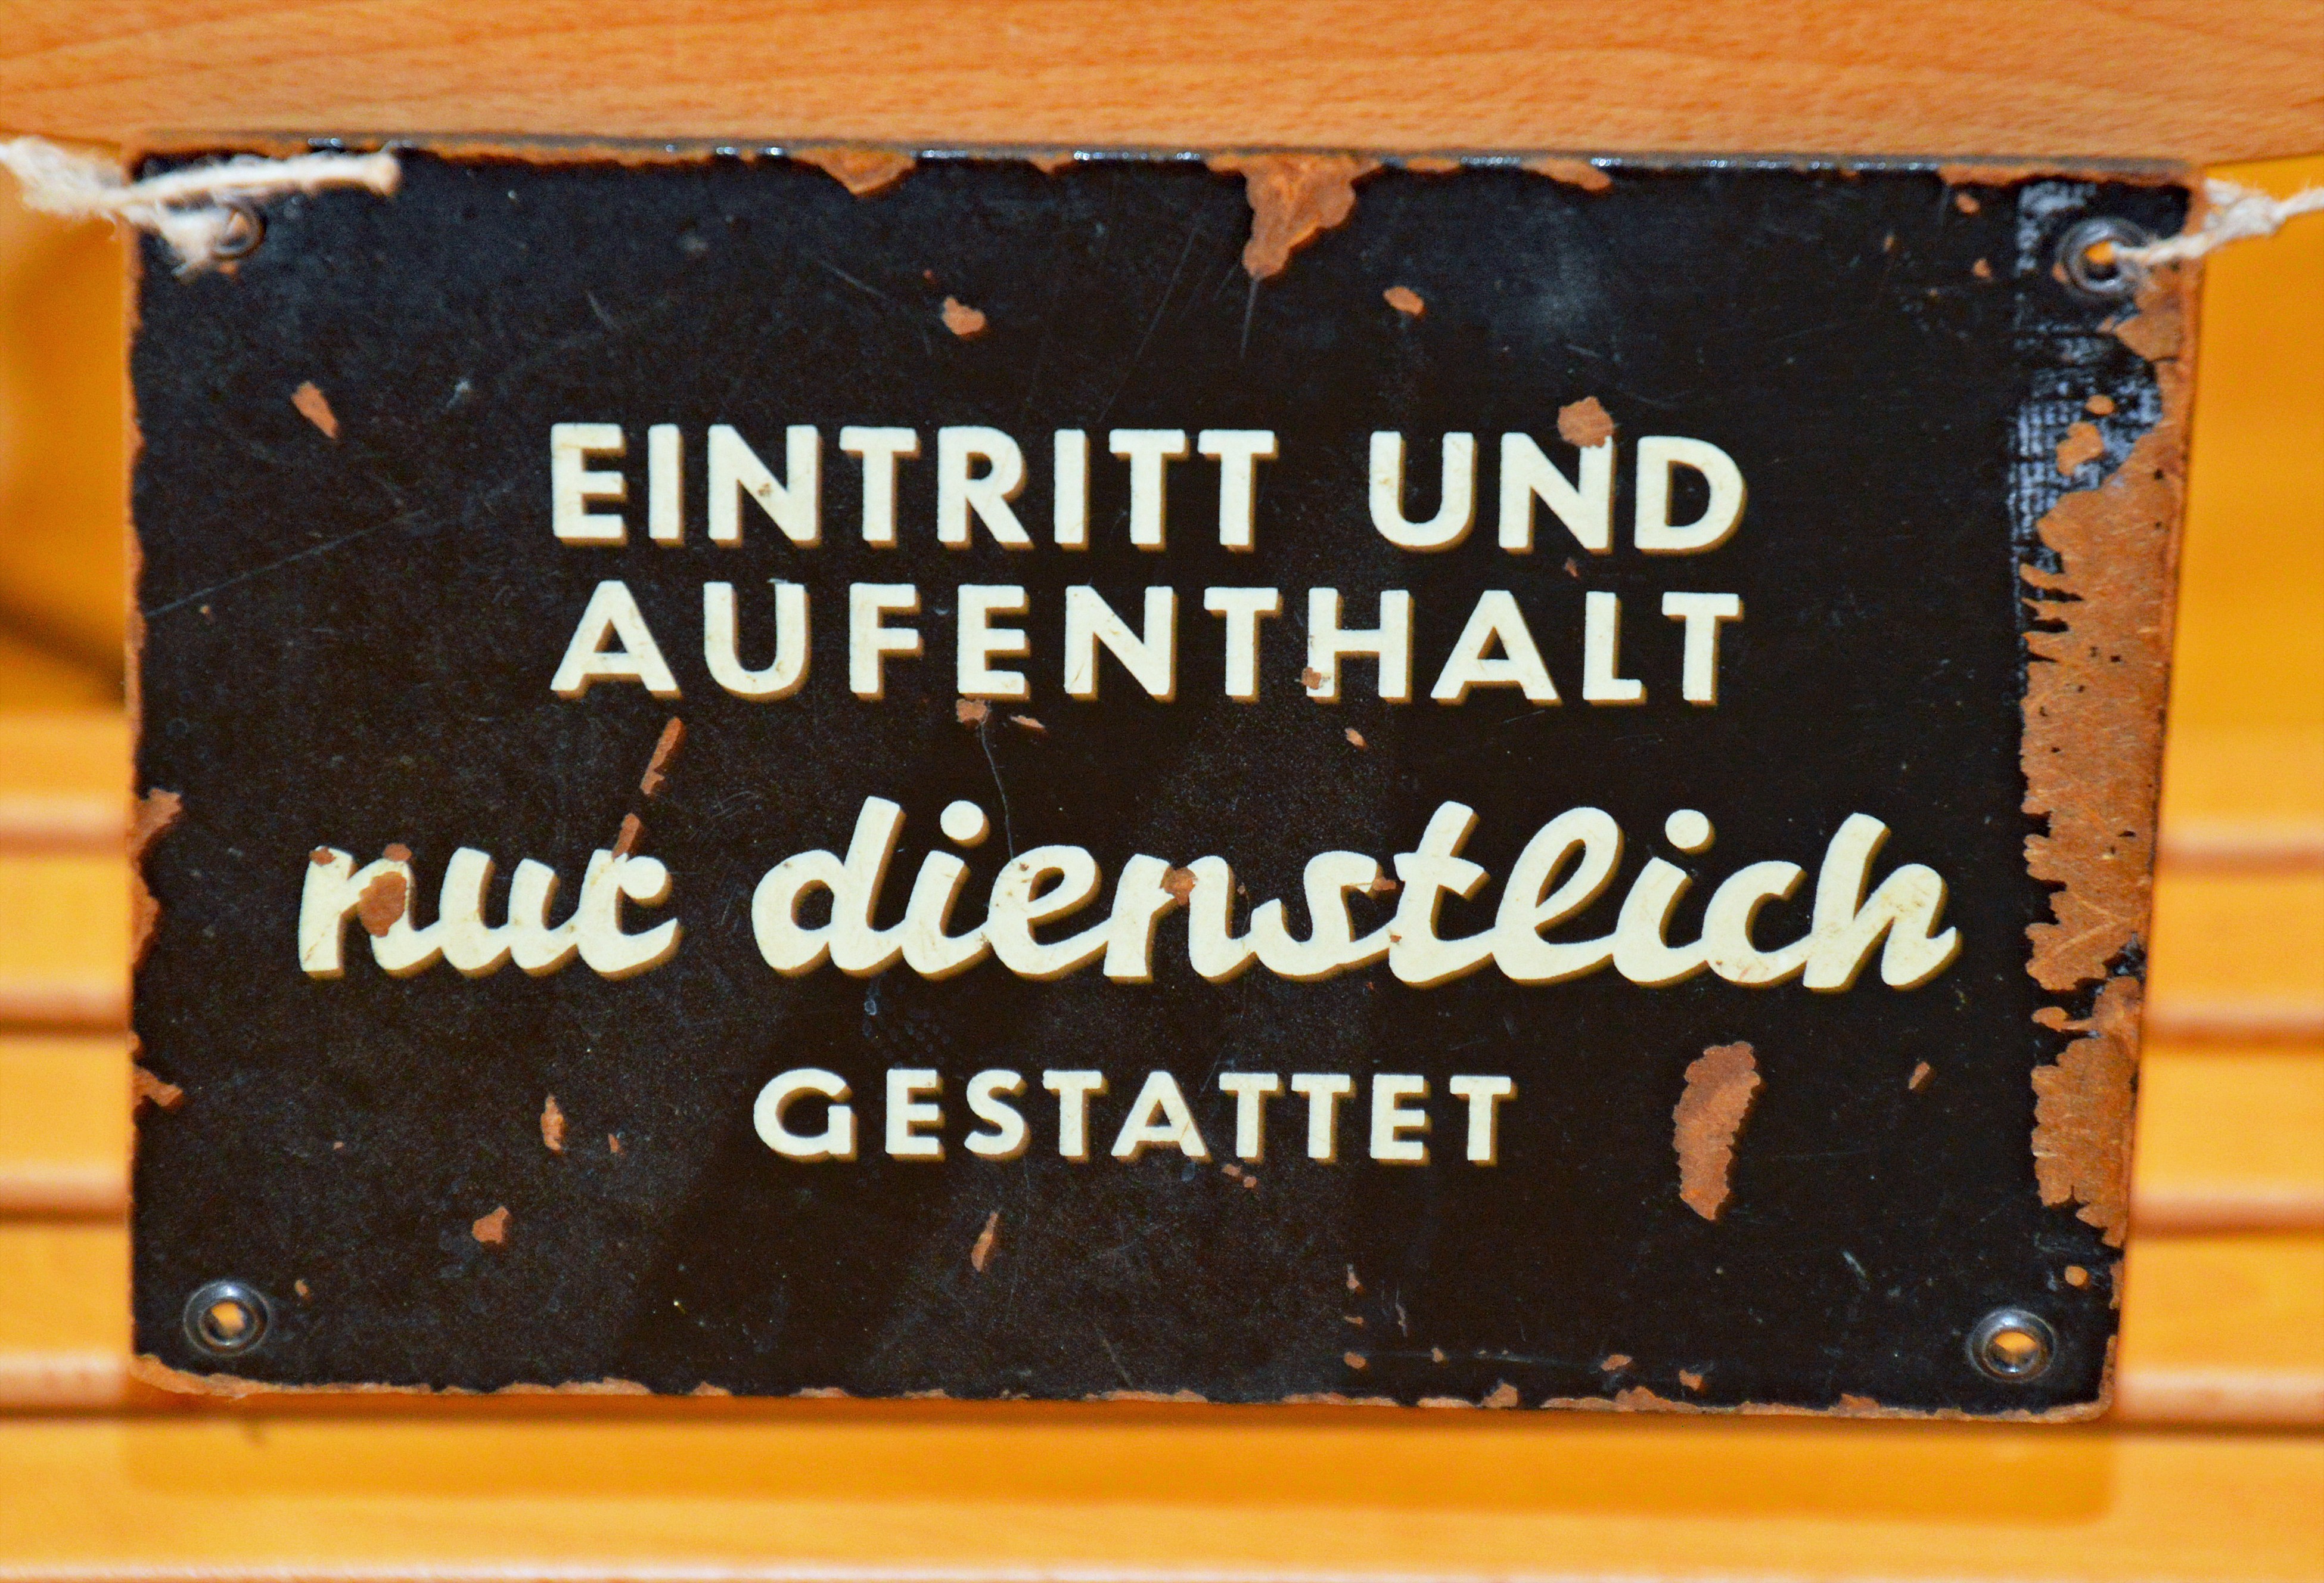 EINTRITT UND
AUFENTHALT
nur dienstlich
GESTATTET